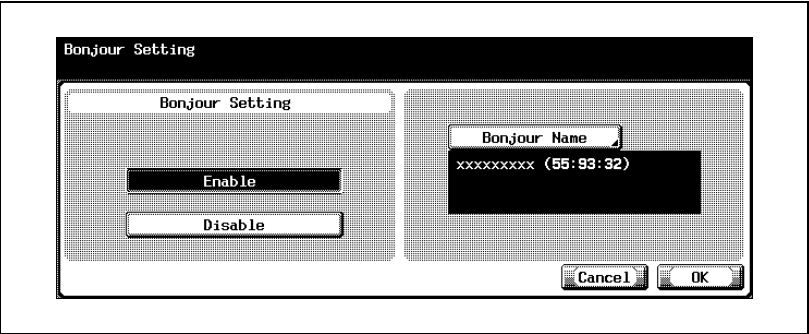 Bonjour Setting
Bonjour Setting
Enable
Disable
Bonjour Name
xxxxxxxxx (55:93:32)
Cancel
OK